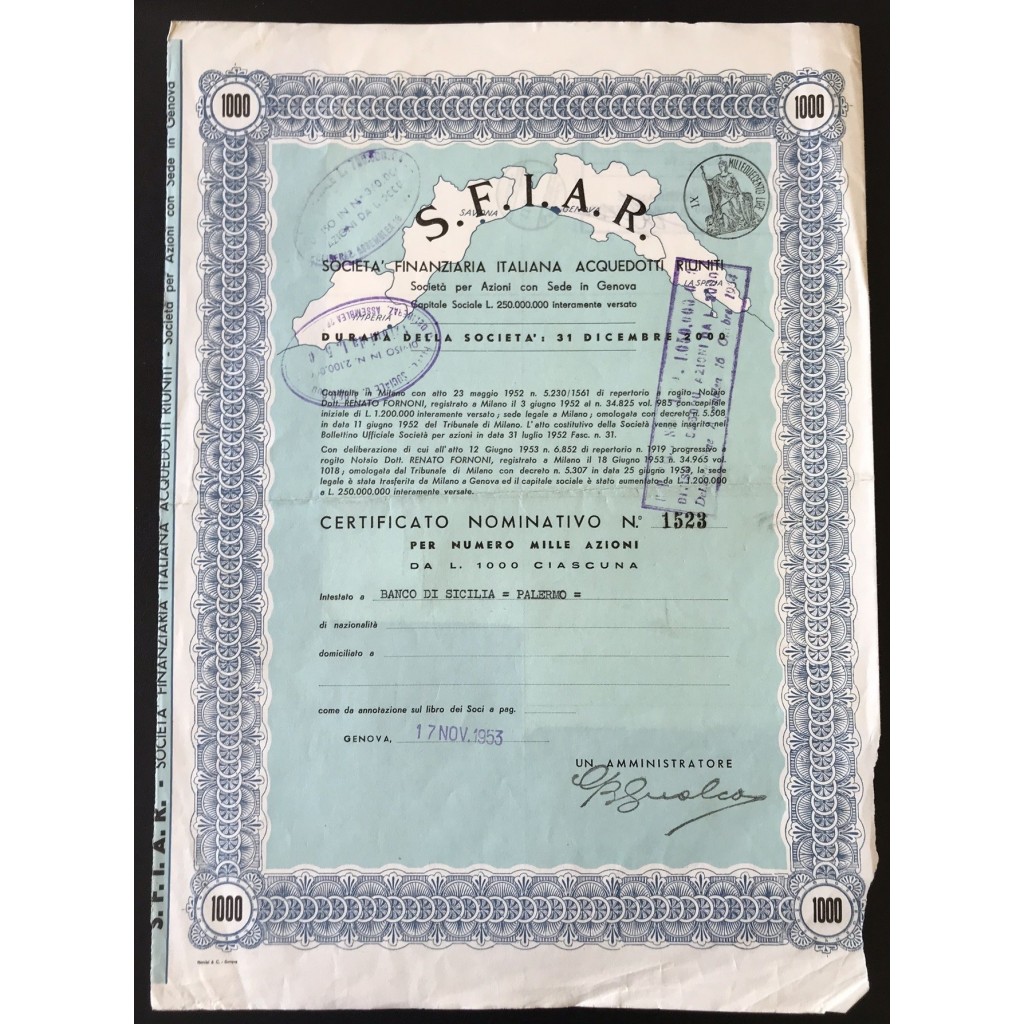 1000
1000
MILLECINQUECENTO LIRE
XI
SAVONA
GENOVA
S. F. I. A. R.
SOCIETA' FINANZIARIA ITALIANA ACQUEDOTTI RIUNITI
Società per Azioni con Sede in Genova
LA SPEZIA
Capitale Sociale L. 250.000.000 interamente versato
IMPERIA
DURATA DELLA SOCIETA': 31 DICEMBRE 2000
Costituita in Milano con atto 23 maggio 1952 n. 5.230/1561 di repertorio a rogito Notaio
Dott. RENATO FORNONI, registrato a Milano il 3 giugno 1952 al n. 34.825 vol. 985 con capitale
iniziale di L. 1.200.000 interamente versato; sede legale a Milano; omologata con decreto n. 5.508
in data 11 giugno 1952 del Tribunale di Milano. L'atto costitutivo della Società venne inserito nel
Bollettino Ufficiale Società per azioni in data 31 luglio 1952 Fasc. n. 31.
Con deliberazione di cui all'atto 12 Giugno 1953 n. 6.852 di repertorio n. 1919 progressivo a
rogito Notaio Dott. RENATO FORNONI, registrato a Milano il 18 Giugno 1953 n. 34.965 vol.
1018; omologata dal Tribunale di Milano con decreto n. 5.307 in data 25 giugno 1953, la sede
legale è stata trasferita da Milano a Genova ed il capitale sociale è stato aumentato da L. 1.200.000
a L. 250.000.000 interamente versate.
CERTIFICATO NOMINATIVO N.° 1523
PER NUMERO MILLE AZIONI
DA L. 1000 CIASCUNA
Intestato a BANCO DI SICILIA = PALERMO =
di nazionalità
domiciliato a
come da annotazione sul libro dei Soci a pag.
GENOVA, 17 NOV. 1953
UN AMMINISTRATORE
1000
1000
S. F. I. A. R. - SOCIETA' FINANZIARIA ITALIANA ACQUEDOTTI RIUNITI - Società per Azioni con Sede in Genova